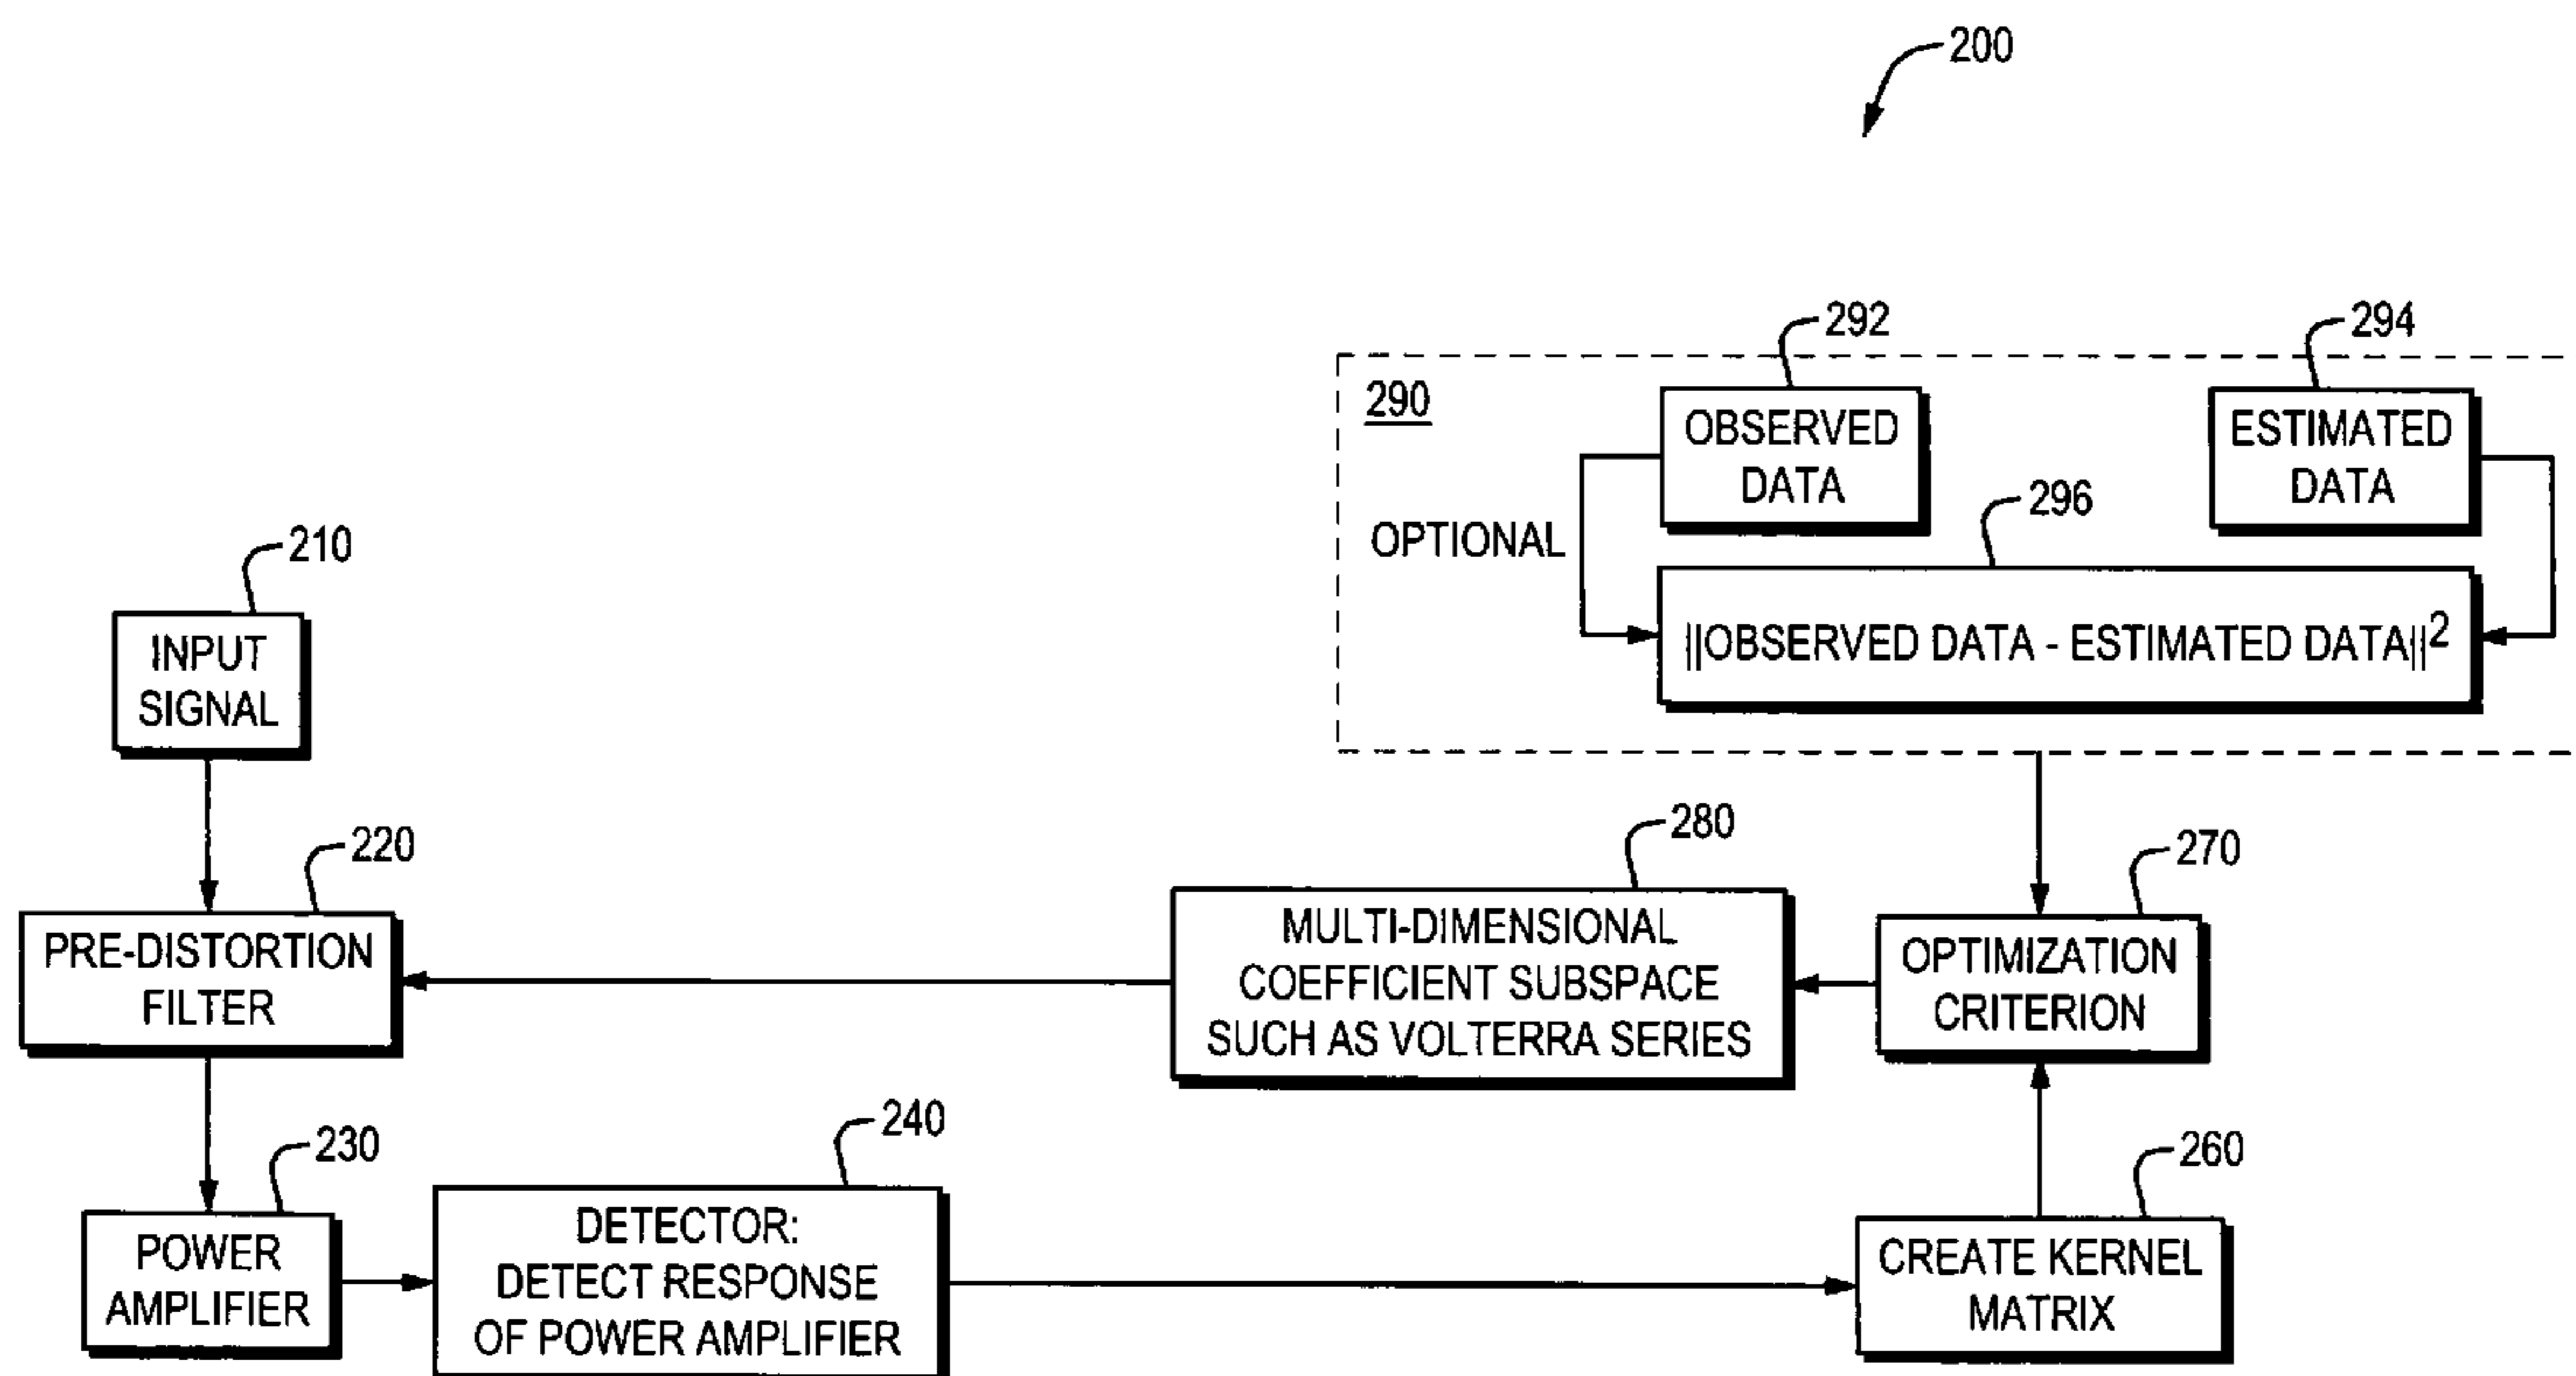 200
292
294
290
OBSERVED
DATA
ESTIMATED
DATA
OPTIONAL
296
||OBSERVED DATA - ESTIMATED DATA||²
210
INPUT
SIGNAL
220
PRE-DISTORTION
FILTER
280
MULTI-DIMENSIONAL
COEFFICIENT SUBSPACE
SUCH AS VOLTERRA SERIES
270
OPTIMIZATION
CRITERION
230
POWER
AMPLIFIER
240
DETECTOR:
DETECT RESPONSE
OF POWER AMPLIFIER
260
CREATE KERNEL
MATRIX